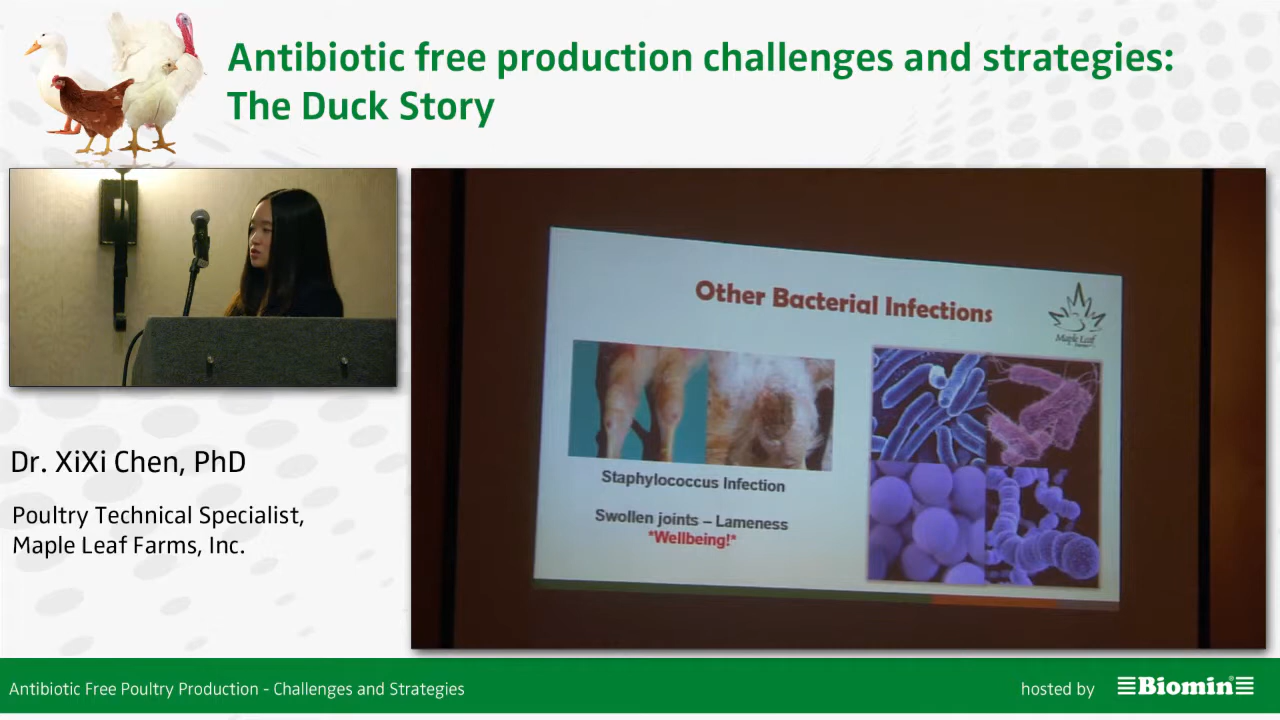 Antibiotic free production challenges and strategies:
The Duck Story
Other Bacterial Infections
Maple Leaf
Staphylococcus Infection
Swollen joints – Lameness
*Wellbeing!*
Dr. XiXi Chen, PhD
Poultry Technical Specialist,
Maple Leaf Farms, Inc.
Antibiotic Free Poultry Production - Challenges and Strategies
hosted by
Biomin